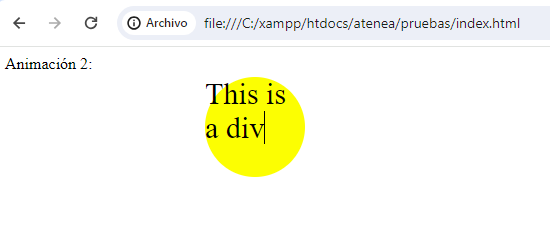 Archivo file:///C:/xampp/htdocs/atenea/pruebas/index.html
Animación 2:
This is
a div